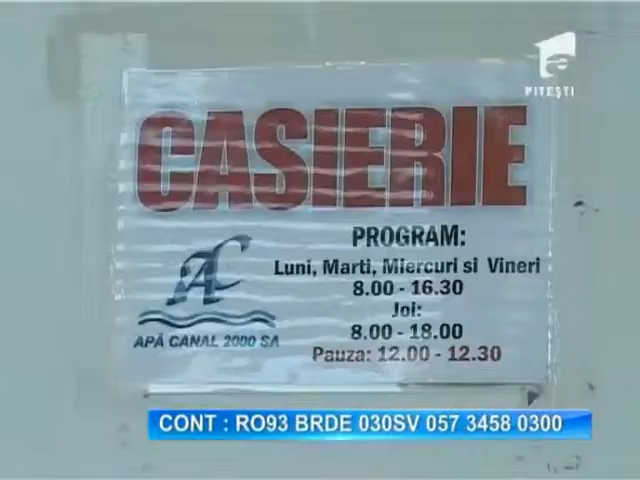 PITEȘTI
CASIERIE
PROGRAM:
Luni, Marti, Miercuri si Vineri
8.00 - 16.30
Joi:
8.00 - 18.00
Pauza: 12.00 - 12.30
AC
APĂ CANAL 2000 SA
CONT : RO93 BRDE 030SV 057 3458 0300